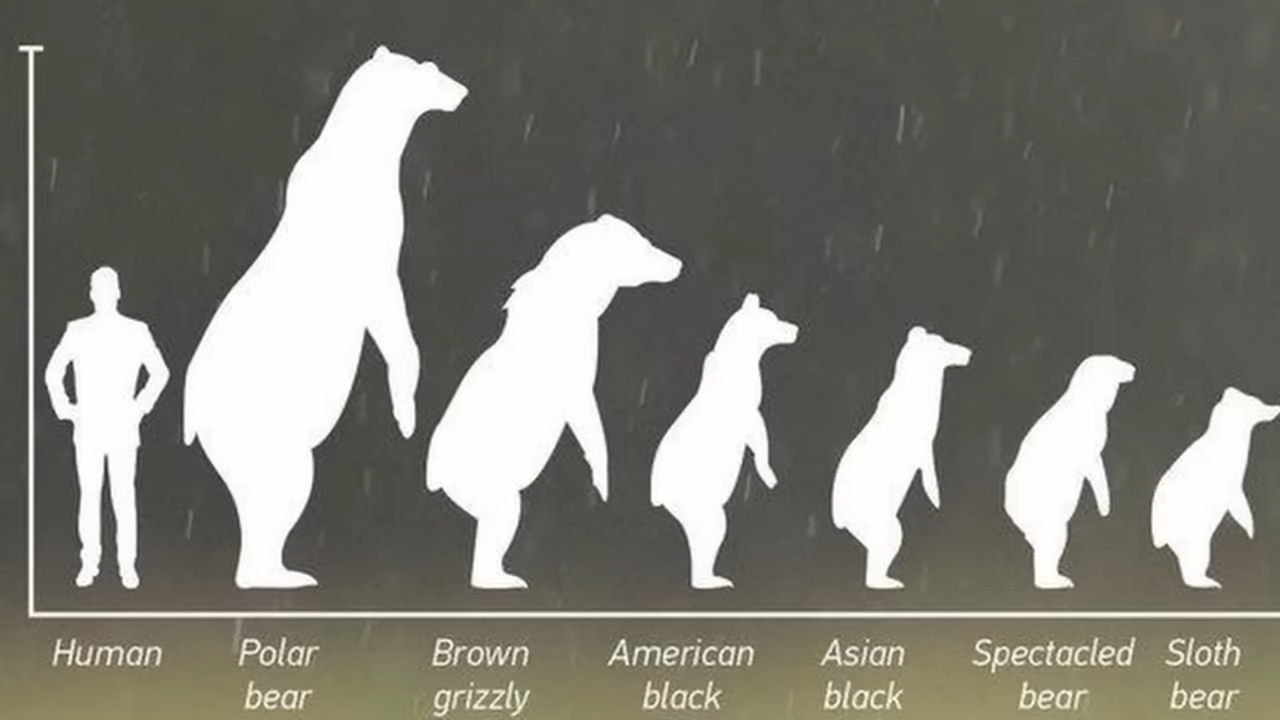 Human
Polar
bear
Brown
grizzly
American
black
Asian
black
Spectacled
bear
Sloth
bear